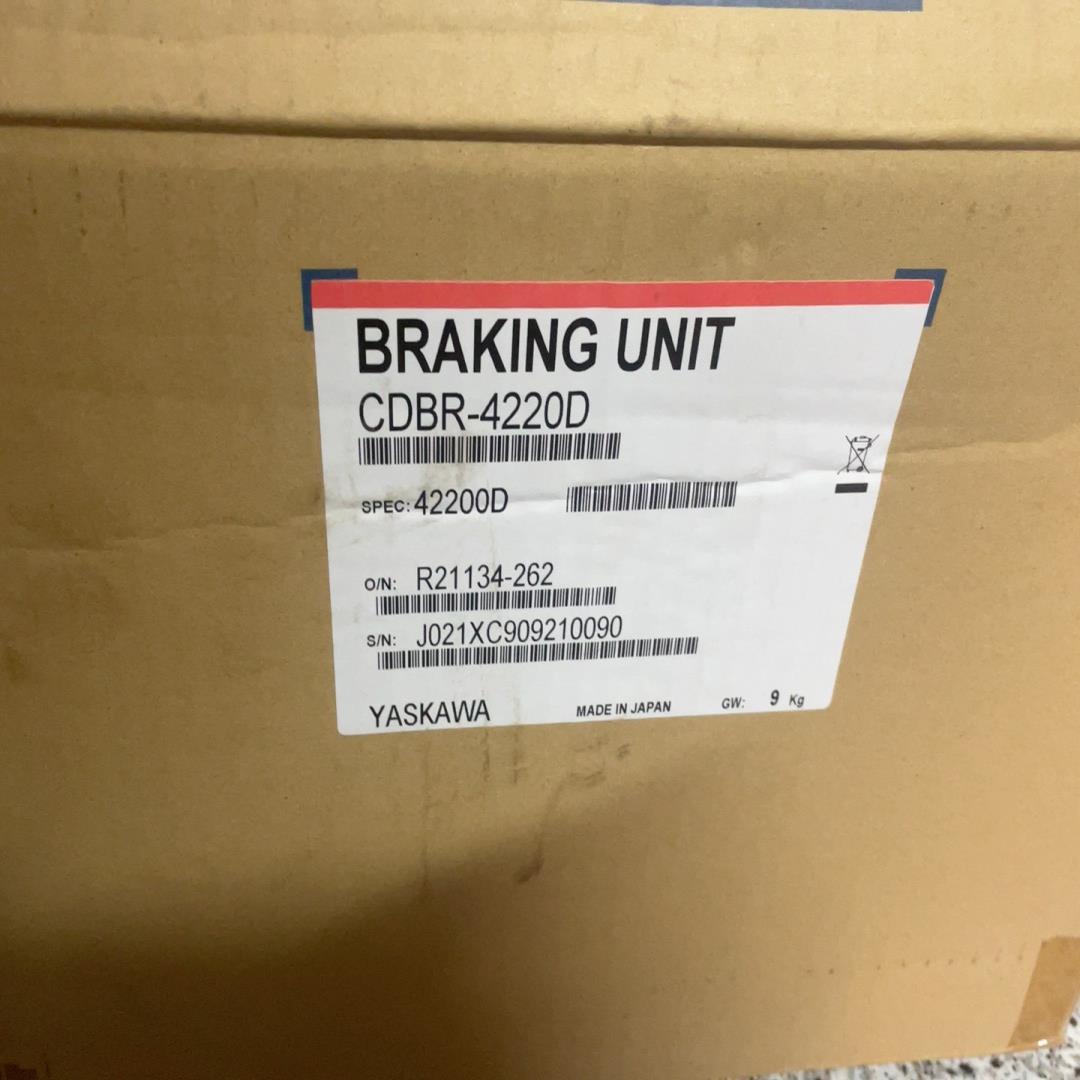 BRAKING UNIT
CDBR-4220D
SPEC: 42200D
O/N: R21134-262
S/N: J021XC909210090
YASKAWA MADE IN JAPAN GW: 9 Kg